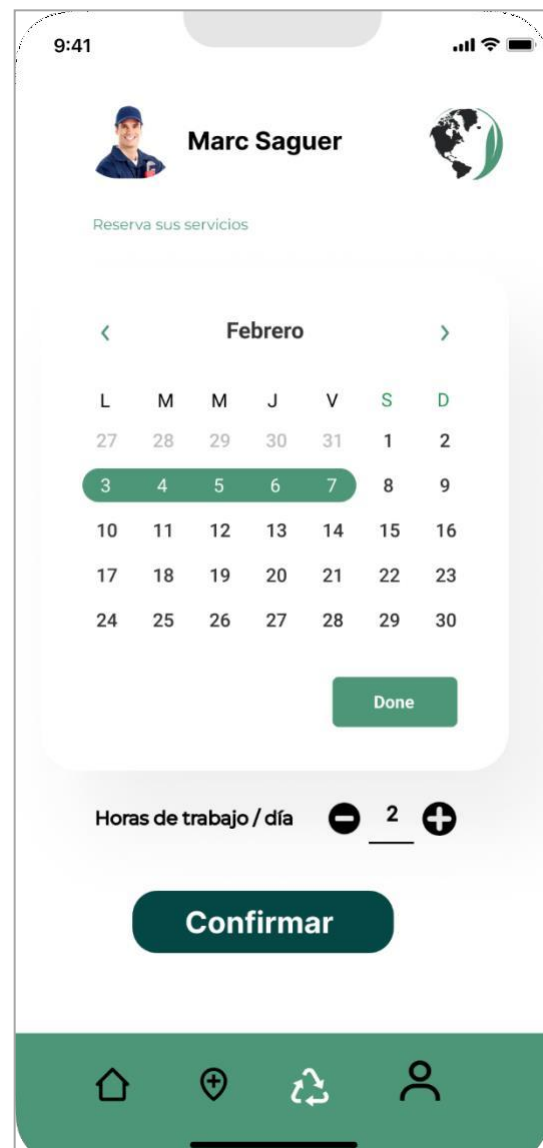 9:41
Marc Saguer
Reserva sus servicios
Febrero
L M M J V S D
27 28 29 30 31 1 2
3 4 5 6 7 8 9
10 11 12 13 14 15 16
17 18 19 20 21 22 23
24 25 26 27 28 29 30
Done
Horas de trabajo / día 2
Confirmar